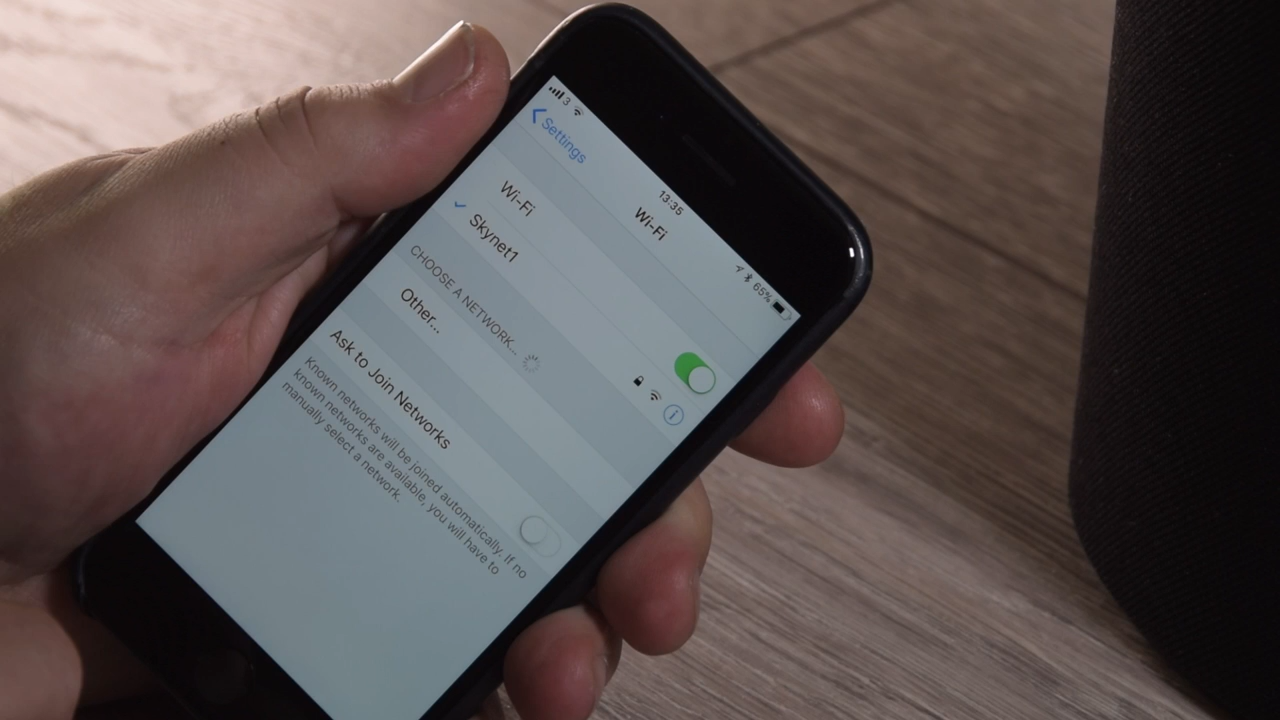 3
13:35
65%
Settings
Wi-Fi
Wi-Fi
Skynet1
CHOOSE A NETWORK...
Other...
Ask to Join Networks
Known networks will be joined automatically. If no
known networks are available, you will have to
manually select a network.